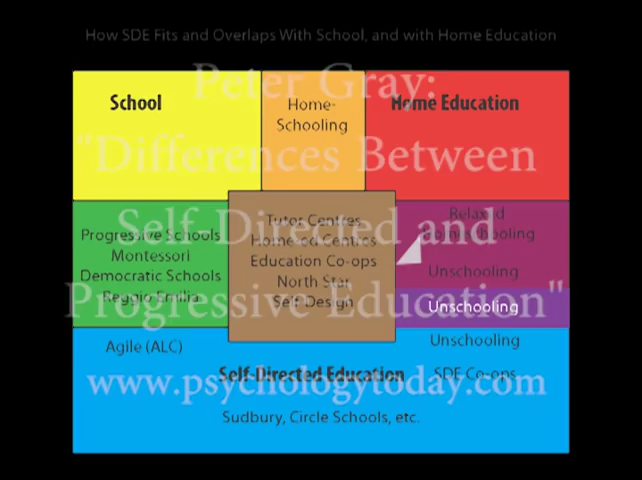 How SDE Fits and Overlaps With School, and with Home Education
Peter Gray:
"Differences Between
Self-Directed and
Progressive Education"
www.psychologytoday.com
School
Home-
Schooling
Home Education
Progressive Schools
Montessori
Democratic Schools
Reggio Emilia
Tutor Centres
Homered Centrics
Education Co-ops
North Star
Self Design
Relaxed
Homeschooling
Unschooling
Unschooling
Agile (ALC)
Unschooling
Self-Directed Education
SDE Co-ops
Sudbury, Circle Schools, etc.